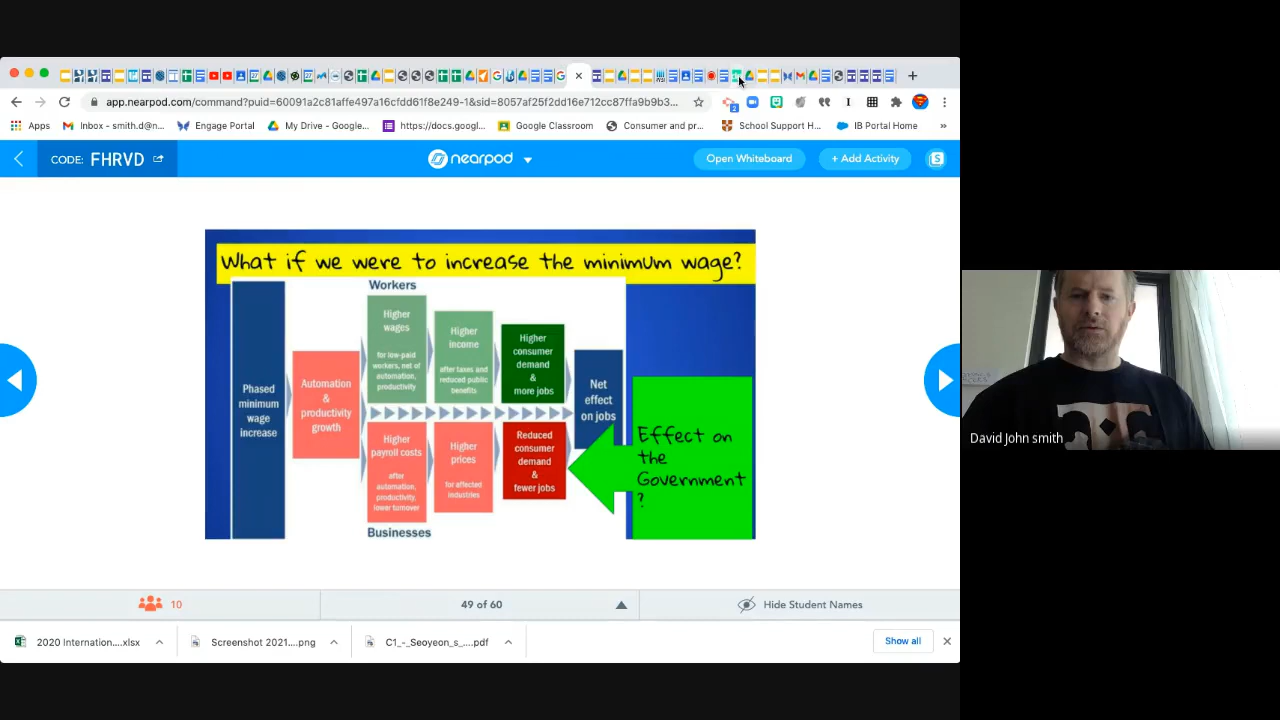 app.nearpod.com/command?puid=60091a2c81affe497a16cfdd61f8e249-1&sid=8057af25f2dd16e712cc87ffa9b9b3...
Apps
Inbox - smith.d@n...
Engage Portal
My Drive - Google...
https://docs.googl...
Google Classroom
Consumer and pr...
School Support H...
IB Portal Home
»
CODE: FHRVD
nearpod
Open Whiteboard
+ Add Activity
S
What if we were to increase the minimum wage?
Workers
Phased
minimum
wage
increase
Automation
&
productivity
growth
Higher
wages
for low-paid
workers, net of
automation,
productivity
Higher
income
after taxes and
reduced public
benefits
Higher
consumer
demand
&
more jobs
Net
effect
on jobs
Higher
payroll costs
after
automation,
productivity,
lower turnover
Higher
prices
for affected
industries
Reduced
consumer
demand
&
fewer jobs
Businesses
Effect on
the
Government
?
David John smith
10
49 of 60
Hide Student Names
2020 Internation....xlsx
Screenshot 2021....png
C1_-_Seoyeon_s_....pdf
Show all